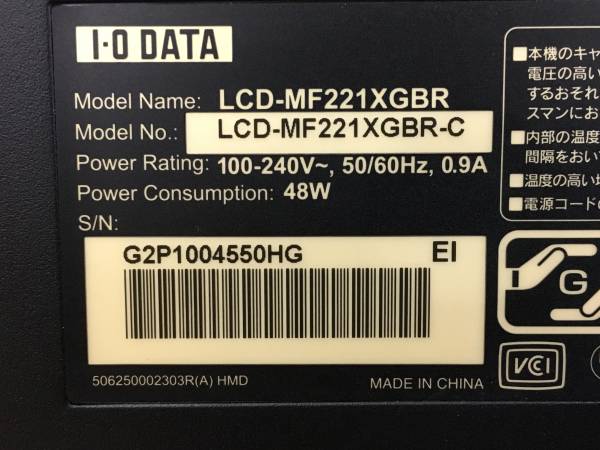 I·O DATA
Model Name: LCD-MF221XGBR
Model No.: LCD-MF221XGBR-C
Power Rating: 100-240V~, 50/60Hz, 0.9A
Power Consumption: 48W
S/N:
G2P1004550HG EI
506250002303R(A) HMD MADE IN CHINA
■本機のキャ
電圧の高い
するおそれ
スマンにお
■内部の温度
間隔をおい
■温度の高い
■電源コードの
G
VCI